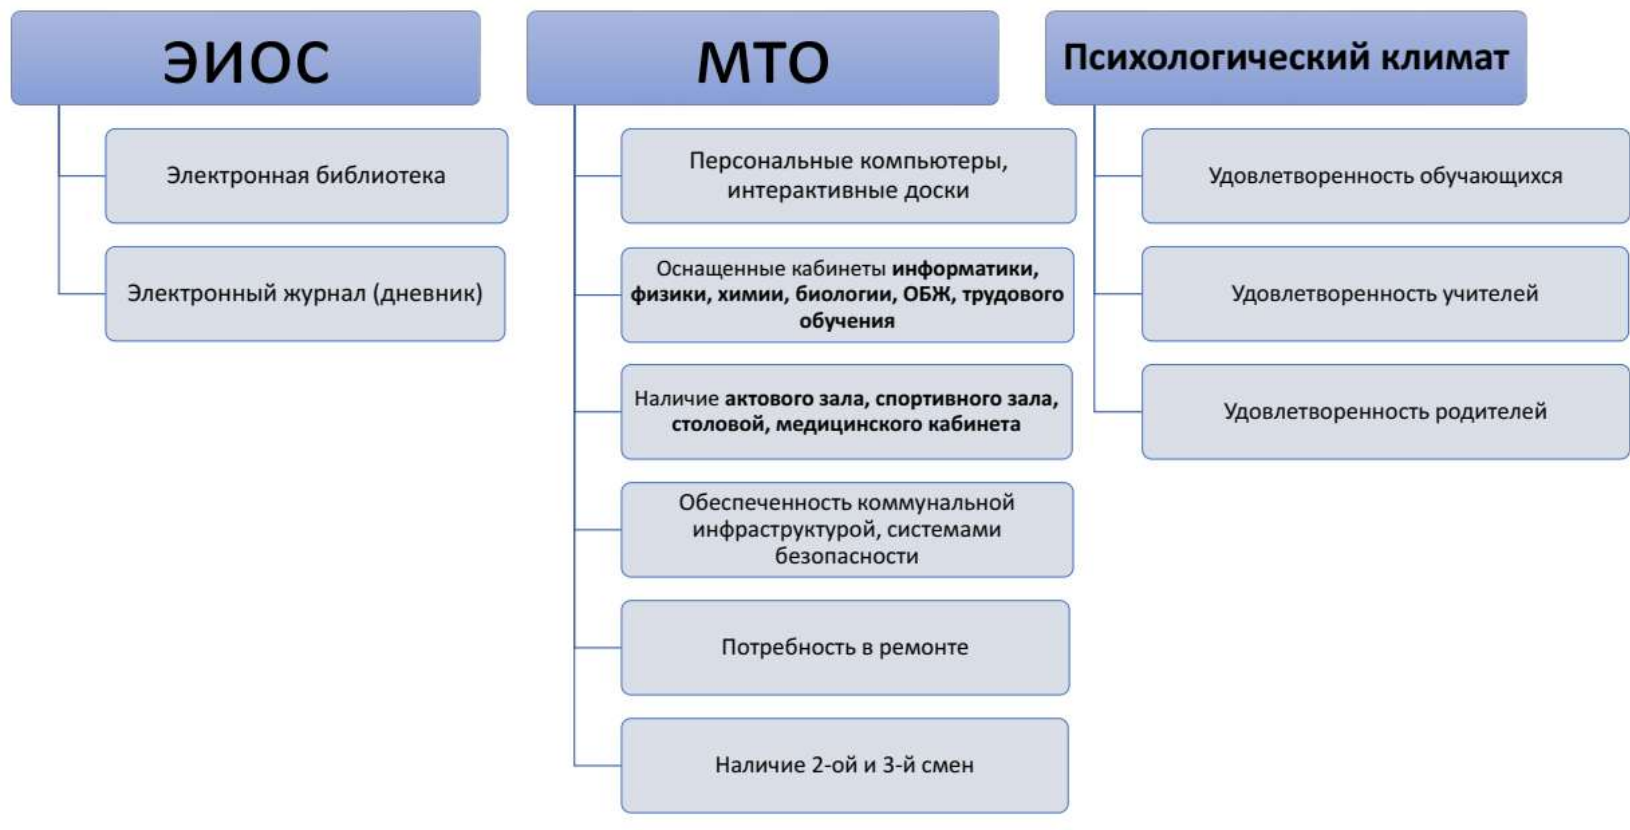 ЭИОС
Электронная библиотека
Электронный журнал (дневник)
МТО
Персональные компьютеры,
интерактивные доски
Оснащенные кабинеты информатики,
физики, химии, биологии, ОБЖ, трудового
обучения
Наличие актового зала, спортивного зала,
столовой, медицинского кабинета
Обеспеченность коммунальной
инфраструктурой, системами
безопасности
Потребность в ремонте
Наличие 2-ой и 3-й смен
Психологический климат
Удовлетворенность обучающихся
Удовлетворенность учителей
Удовлетворенность родителей